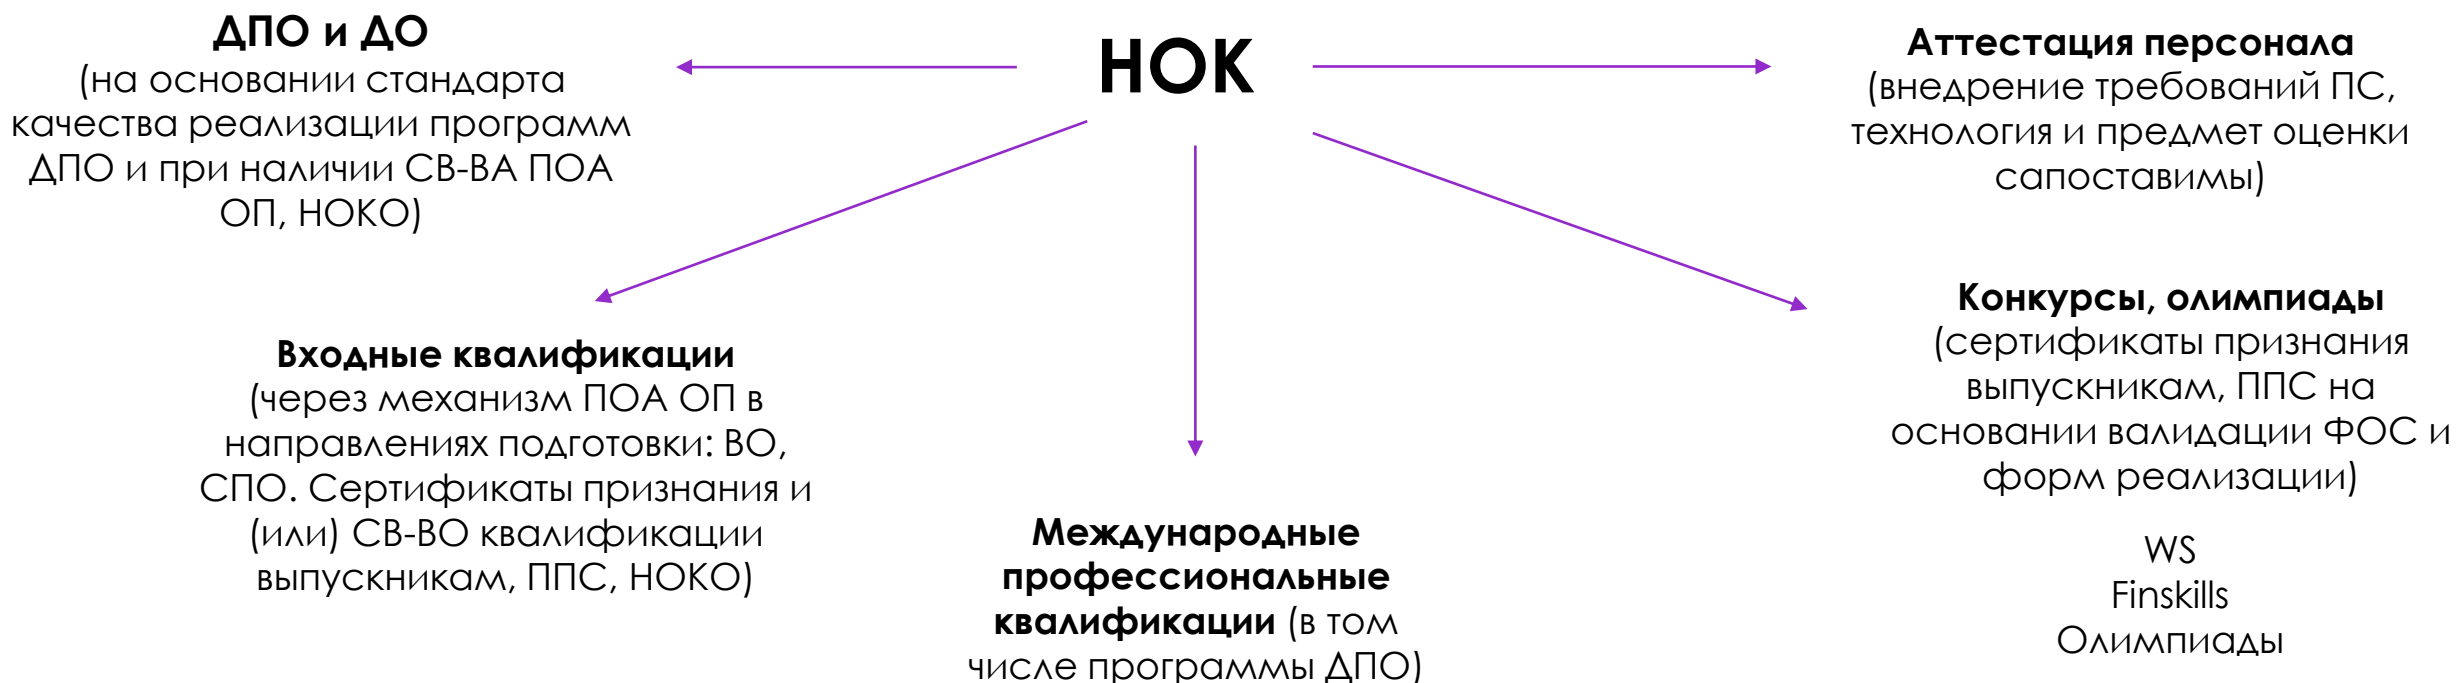 ДПО и ДО
(на основании стандарта
качества реализации программ
ДПО и при наличии СВ-ВА ПОА
ОП, НОКО)
НОК
Аттестация персонала
(внедрение требований ПС,
технология и предмет оценки
сапоставимы)
Входные квалификации
(через механизм ПОА ОП в
направлениях подготовки: ВО,
СПО. Сертификаты признания и
(или) СВ-ВО квалификации
выпускникам, ППС, НОКО)
Международные
профессиональные
квалификации (в том
числе программы ДПО)
Конкурсы, олимпиады
(сертификаты признания
выпускникам, ППС на
основании валидации ФОС и
форм реализации)
WS
Finskills
Олимпиады